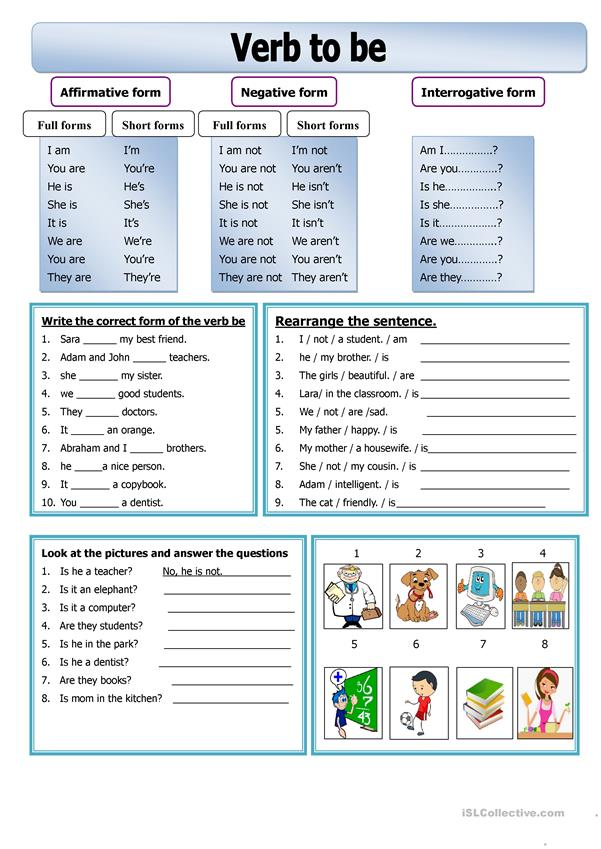 Verb to be
Affirmative form
Negative form
Interrogative form
Full forms Short forms Full forms Short forms
I am I'm I am not I'm not Am I……………?
You are You're You are not You aren't Are you…………?
He is He's He is not He isn't Is he…………….?
She is She's She is not She isn't Is she……………?
It is It's It is not It isn't Is it………………?
We are We're We are not We aren't Are we…………..?
You are You're You are not You aren't Are you…………?
They are They're They are not They aren't Are they…………?
Write the correct form of the verb be
1. Sara ______ my best friend.
2. Adam and John ______ teachers.
3. she _______ my sister.
4. we _______ good students.
5. They ______ doctors.
6. It ______ an orange.
7. Abraham and I ______ brothers.
8. he _____a nice person.
9. It _______ a copybook.
10. You _______ a dentist.
Rearrange the sentence.
1. I / not / a student. / am ______________________
2. he / my brother. / is ______________________
3. The girls / beautiful. / are ______________________
4. Lara/ in the classroom. / is ______________________
5. We / not / are /sad. ______________________
5. My father / happy. / is ______________________
6. My mother / a housewife. / is______________________
7. She / not / my cousin. / is ______________________
8. Adam / intelligent. / is ______________________
9. The cat / friendly. / is______________________
Look at the pictures and answer the questions
1. Is he a teacher? No, he is not.___________
2. Is it an elephant? ____________________
3. Is it a computer? ____________________
4. Are they students? ____________________
5. Is he in the park? ____________________
6. Is he a dentist? ____________________
7. Are they books? ____________________
8. Is mom in the kitchen? ____________________
1 2 3 4
5 6 7 8
+
3 6
7
43
iSLCollective.com